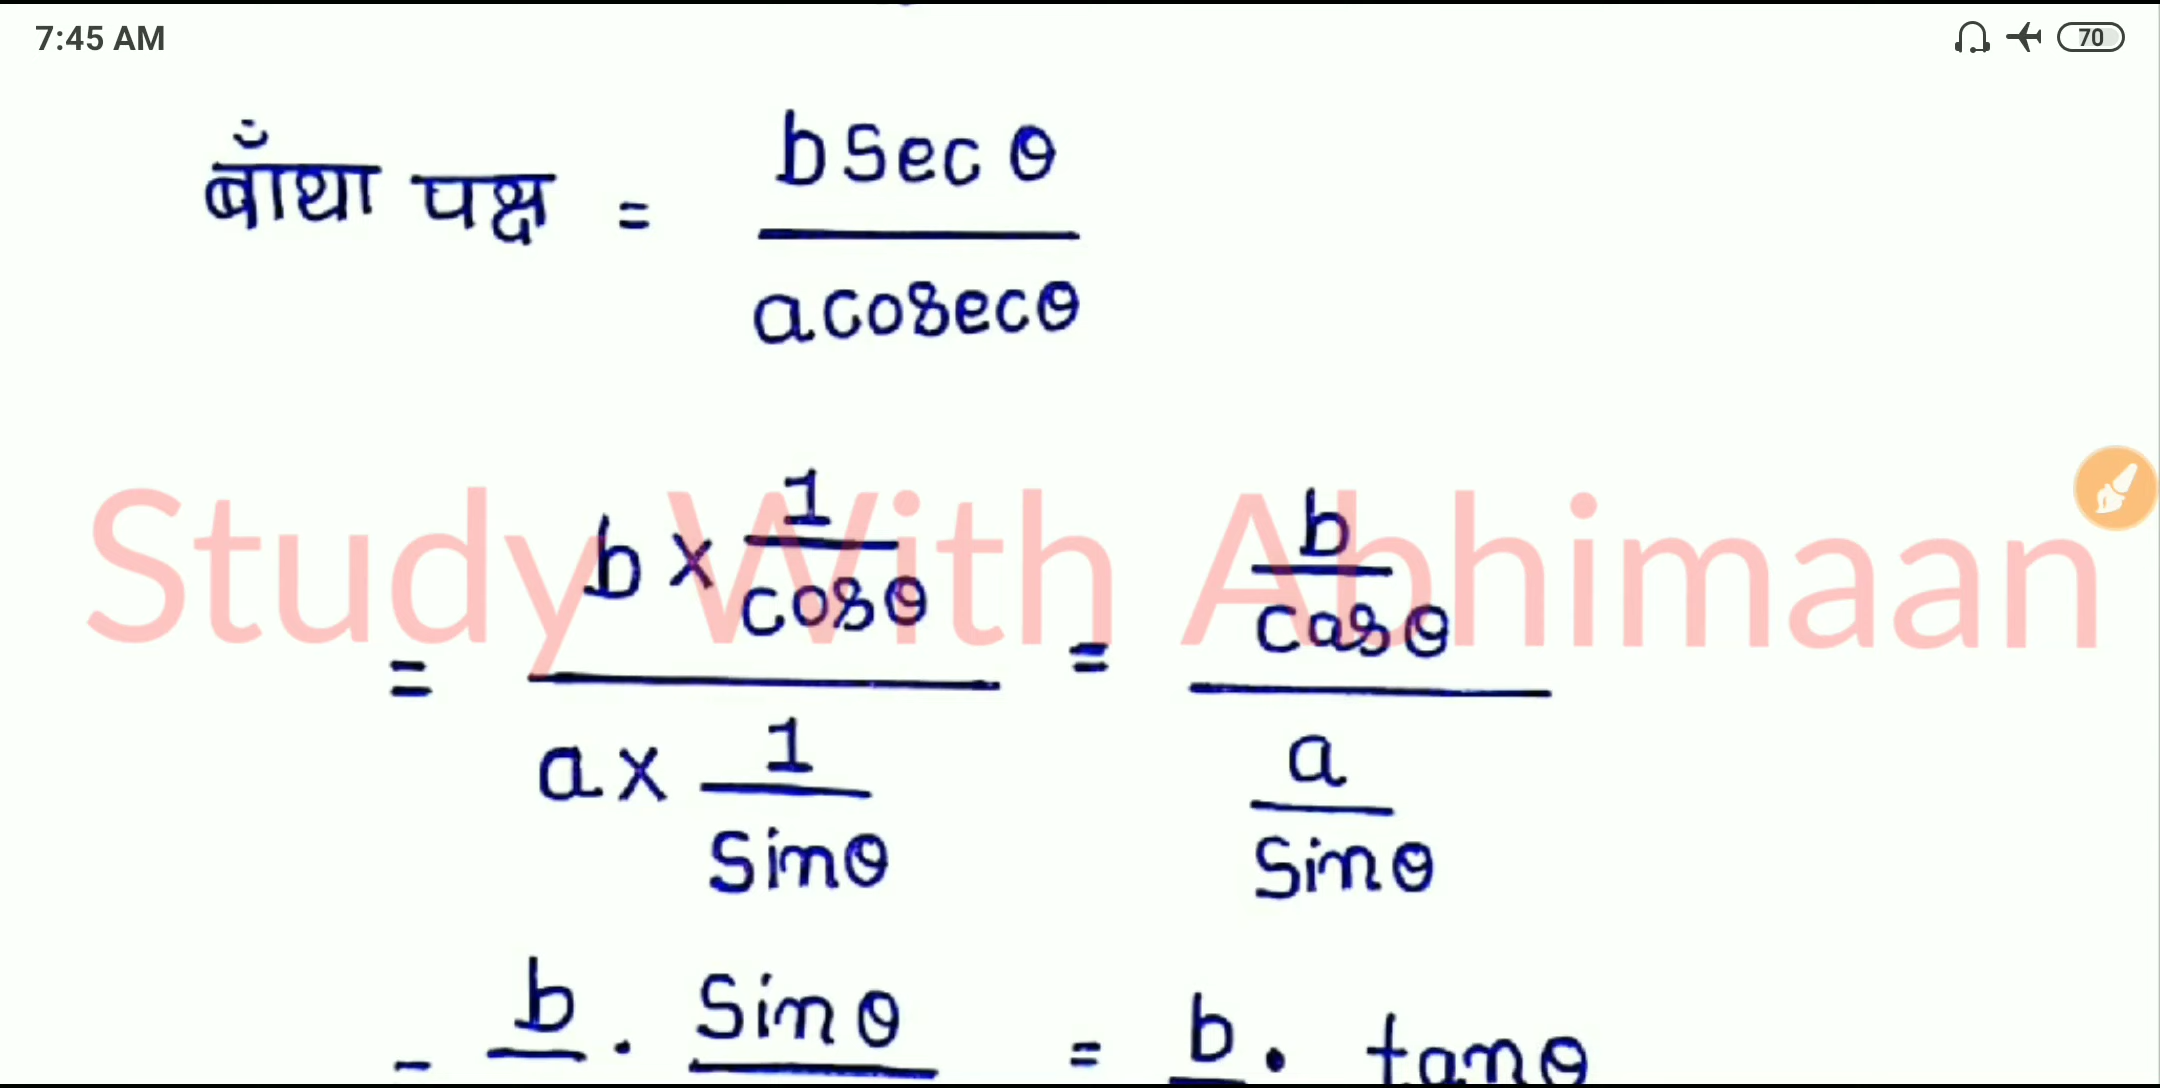 7:45 AM 70
बाँया पक्ष = b Sec θ / a cosec θ
Study With Abhimaan
= b × 1/cos θ / a × 1/Sin θ = b/cos θ / a/Sin θ
= b . Sin θ = b . tan θ